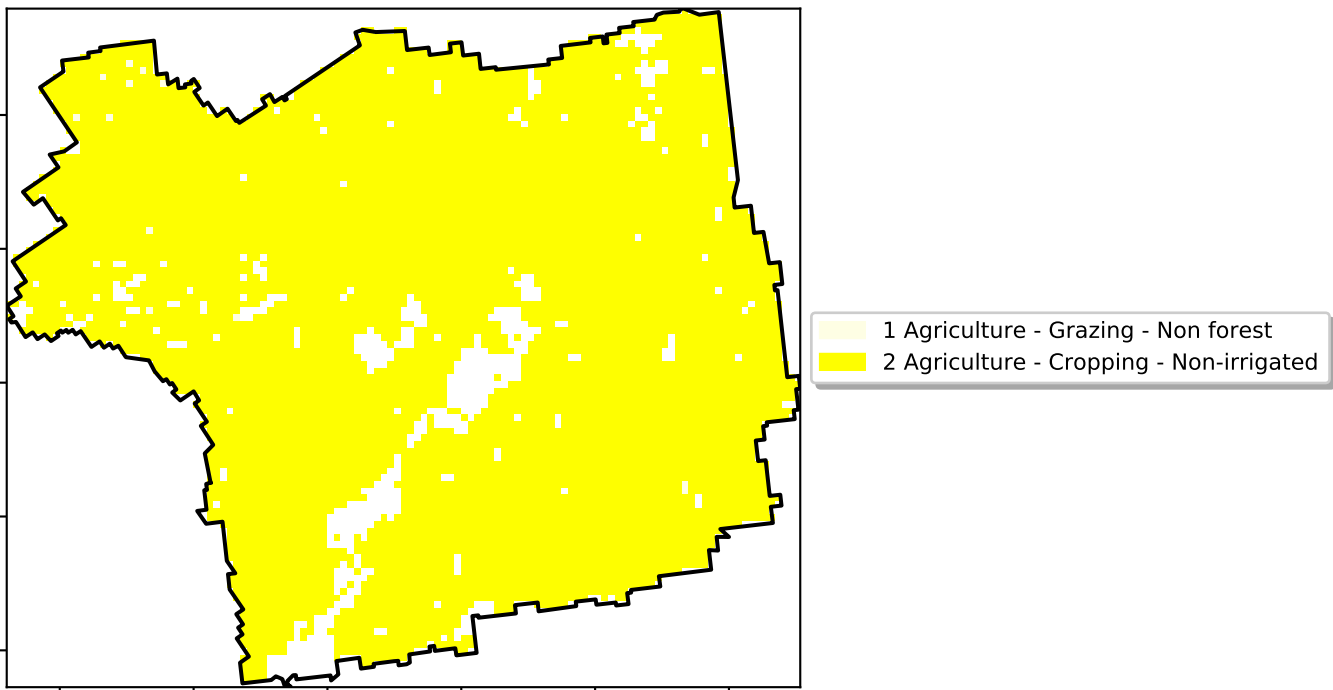 1 Agriculture - Grazing - Non forest
2 Agriculture - Cropping - Non-irrigated